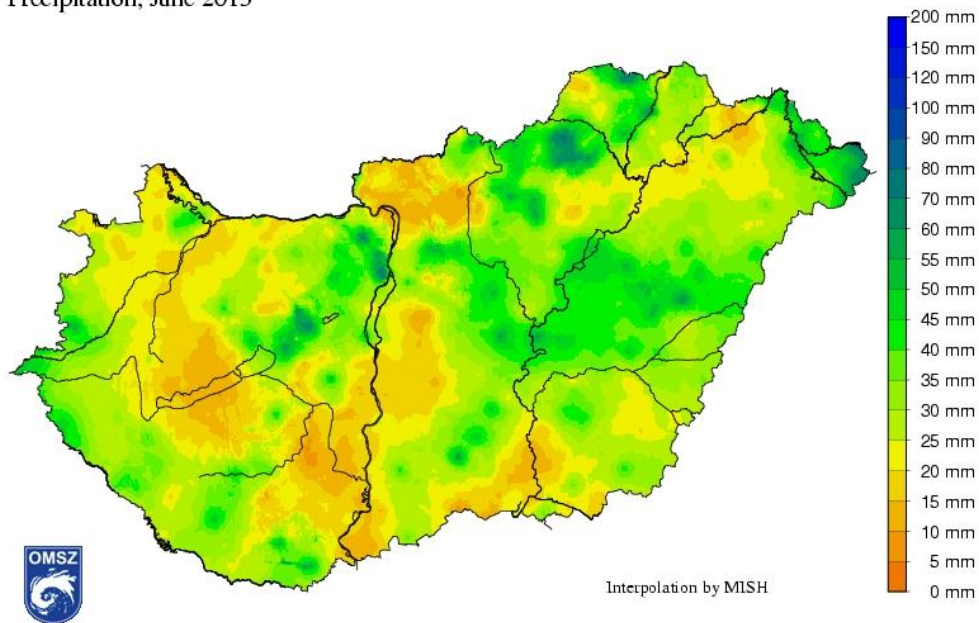 Precipitation, June
200 mm
150 mm
120 mm
100 mm
90 mm
80 mm
70 mm
60 mm
55 mm
50 mm
45 mm
40 mm
35 mm
30 mm
25 mm
20 mm
15 mm
10 mm
5 mm
0 mm
OMSZ
Interpolation by MISH